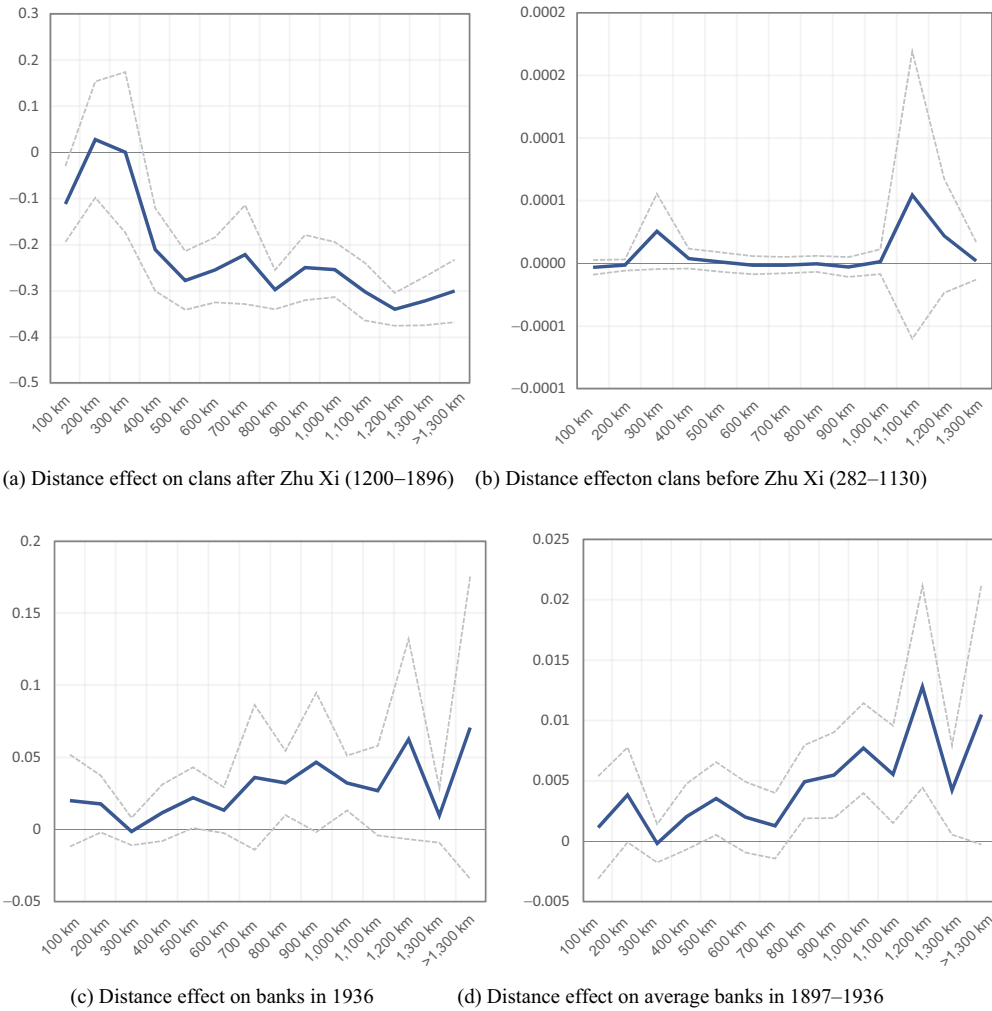 0.3
0.2
0.1
0
−0.1
−0.2
−0.3
−0.4
−0.5
100 km
200 km
300 km
400 km
500 km
600 km
700 km
800 km
900 km
1,000 km
1,100 km
1,200 km
1,300 km
>1,300 km
(a) Distance effect on clans after Zhu Xi (1200–1896)
0.0002
0.0002
0.0001
0.0001
0.0000
−0.0001
−0.0001
100 km
200 km
300 km
400 km
500 km
600 km
700 km
800 km
900 km
1,000 km
1,100 km
1,200 km
1,300 km
(b) Distance effecton clans before Zhu Xi (282–1130)
0.2
0.15
0.1
0.05
0
−0.05
100 km
200 km
300 km
400 km
500 km
600 km
700 km
800 km
900 km
1,000 km
1,100 km
1,200 km
1,300 km
>1,300 km
(c) Distance effect on banks in 1936
0.025
0.02
0.015
0.01
0.005
0
−0.005
100 km
200 km
300 km
400 km
500 km
600 km
700 km
800 km
900 km
1,000 km
1,100 km
1,200 km
1,300 km
>1,300 km
(d) Distance effect on average banks in 1897–1936